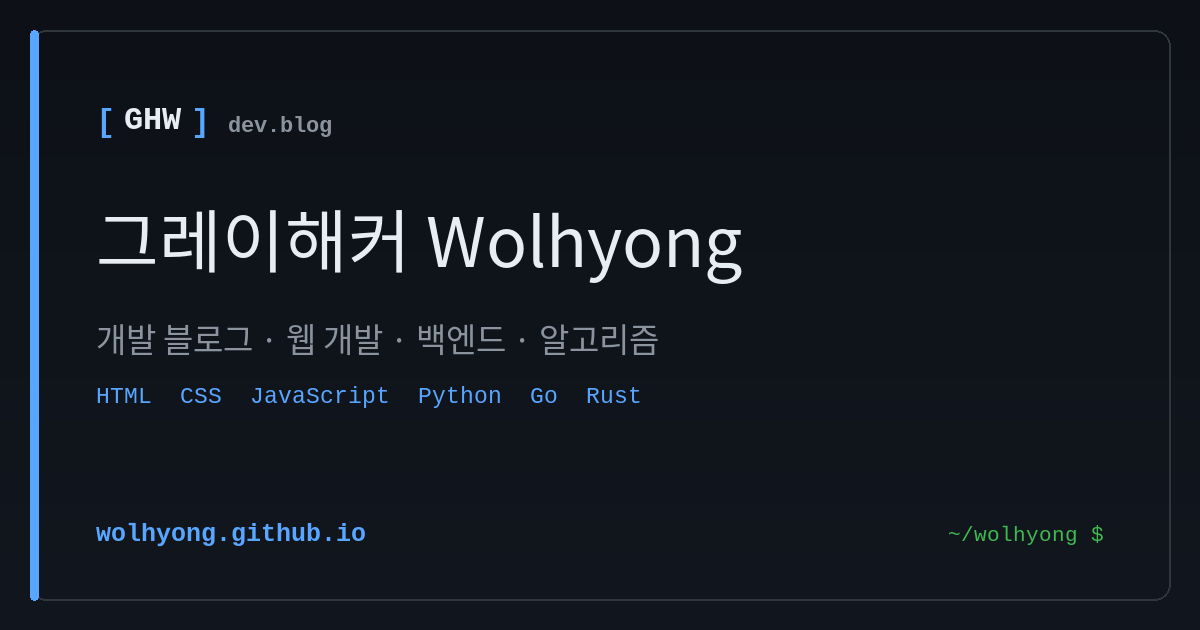 [ GHW ] dev.blog
그레이해커 Wolhyong
개발 블로그 · 웹 개발 · 백엔드 · 알고리즘
HTML CSS JavaScript Python Go Rust
wolhyong.github.io
~/wolhyong $